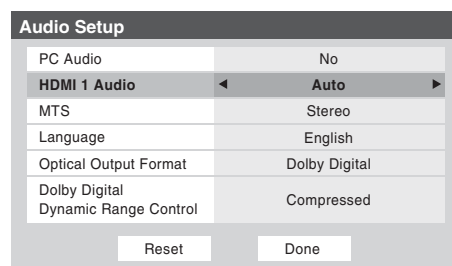 Audio Setup
PC Audio No
HDMI 1 Audio ◀ Auto ▶
MTS Stereo
Language English
Optical Output Format Dolby Digital
Dolby Digital
Dynamic Range Control Compressed
Reset Done